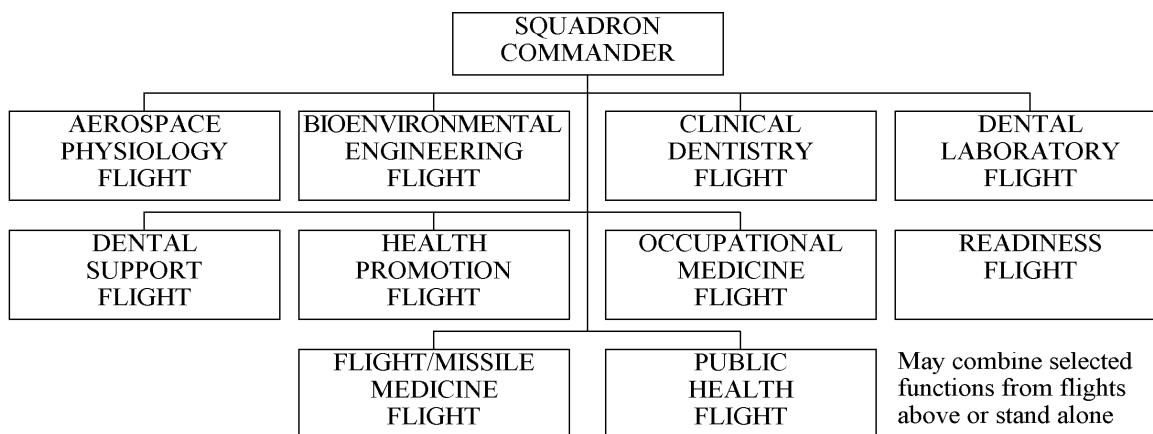 SQUADRON
COMMANDER
AEROSPACE
PHYSIOLOGY
FLIGHT
BIOENVIRONMENTAL
ENGINEERING
FLIGHT
CLINICAL
DENTISTRY
FLIGHT
DENTAL
LABORATORY
FLIGHT
DENTAL
SUPPORT
FLIGHT
HEALTH
PROMOTION
FLIGHT
OCCUPATIONAL
MEDICINE
FLIGHT
READINESS
FLIGHT
FLIGHT/MISSILE
MEDICINE
FLIGHT
PUBLIC
HEALTH
FLIGHT
May combine selected
functions from flights
above or stand alone